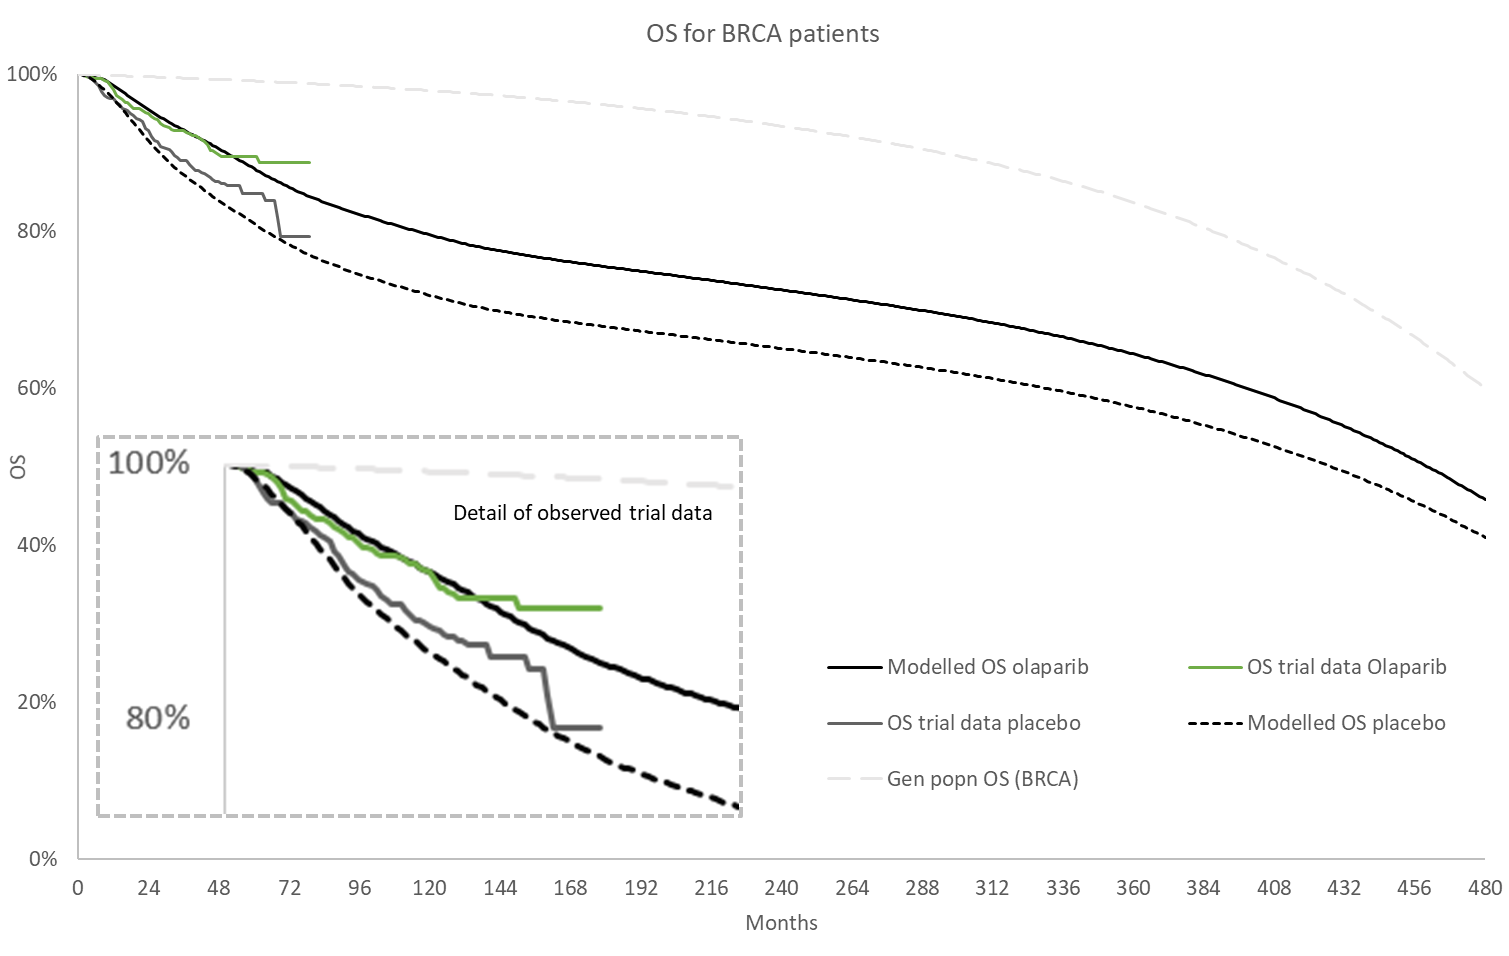 OS for BRCA patients
100%
80%
60%
40%
20%
0%
OS
100%
80%
Detail of observed trial data
Modelled OS olaparib
OS trial data Olaparib
OS trial data placebo
Modelled OS placebo
Gen popn OS (BRCA)
0 24 48 72 96 120 144 168 192 216 240 264 288 312 336 360 384 408 432 456 480
Months